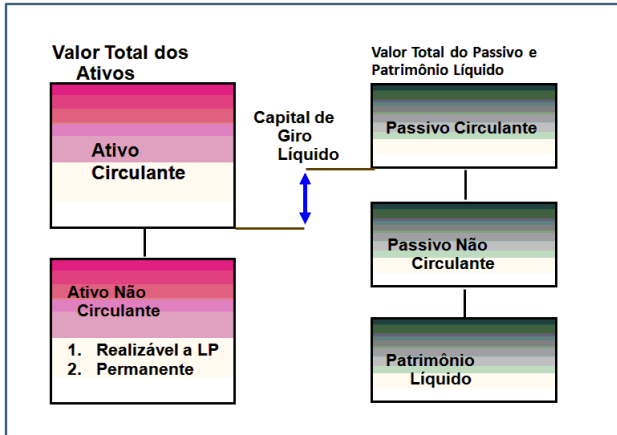 Valor Total dos
Ativos
Ativo
Circulante
Ativo Não
Circulante
1. Realizável a LP
2. Permanente
Capital de
Giro
Líquido
Valor Total do Passivo e
Patrimônio Líquido
Passivo Circulante
Passivo Não
Circulante
Patrimônio
Líquido